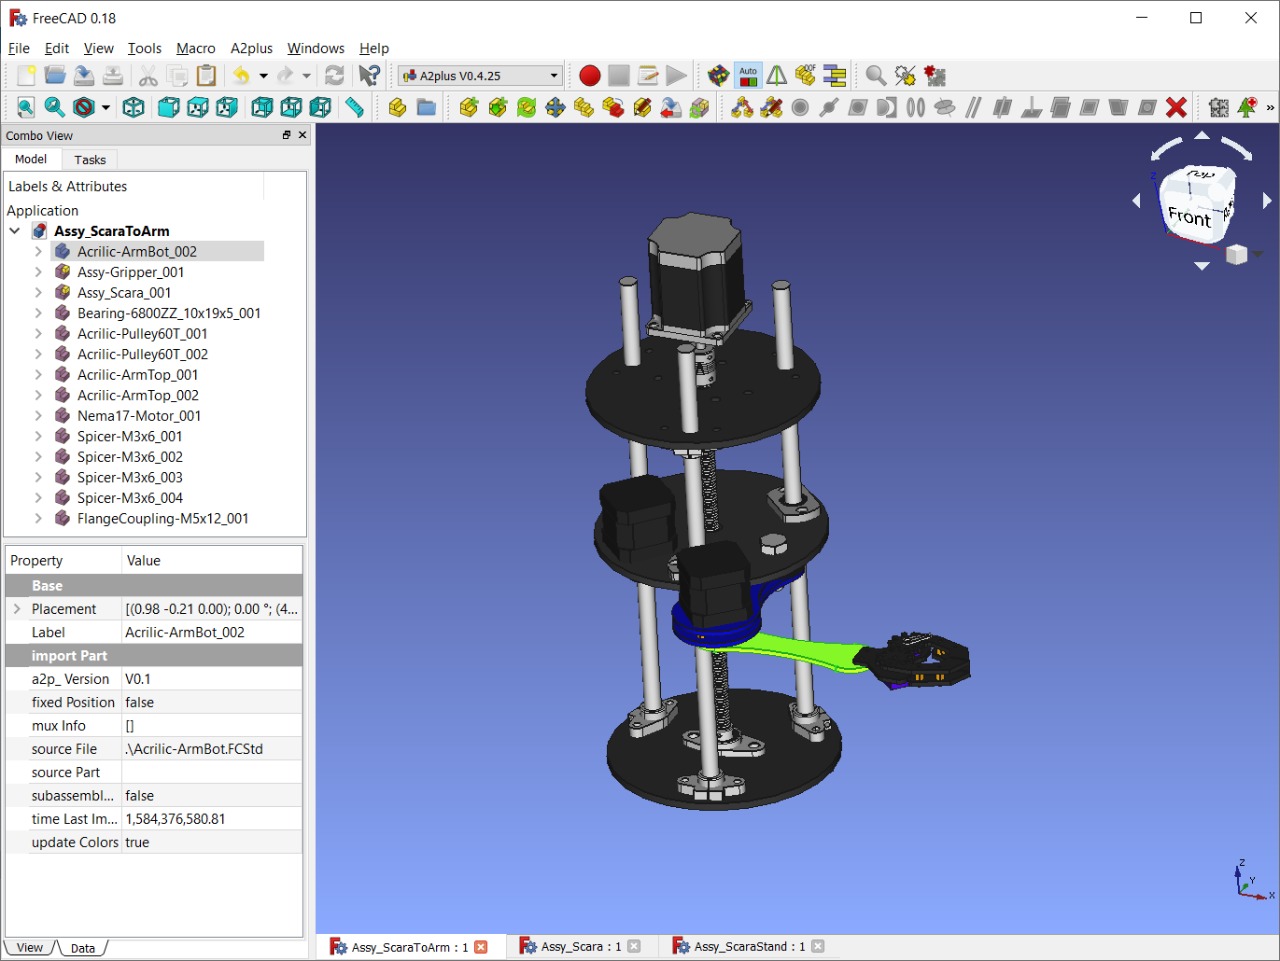 FreeCAD 0.18
File Edit View Tools Macro A2plus Windows Help
A2plus V0.4.25
Auto
DOF
»
Combo View
Model Tasks
Labels & Attributes
Application
Assy_ScaraToArm
Acrilic-ArmBot_002
Assy-Gripper_001
Assy_Scara_001
Bearing-6800ZZ_10x19x5_001
Acrilic-Pulley60T_001
Acrilic-Pulley60T_002
Acrilic-ArmTop_001
Acrilic-ArmTop_002
Nema17-Motor_001
Spicer-M3x6_001
Spicer-M3x6_002
Spicer-M3x6_003
Spicer-M3x6_004
FlangeCoupling-M5x12_001
Property Value
Base
Placement [(0.98 -0.21 0.00); 0.00 °; (4...
Label Acrilic-ArmBot_002
import Part
a2p_ Version V0.1
fixed Position false
mux Info []
source File .\Acrilic-ArmBot.FCStd
source Part
subassembl... false
time Last Im... 1,584,376,580.81
update Colors true
View Data
Front
Z
Z
Y
X
Assy_ScaraToArm : 1 Assy_Scara : 1 Assy_ScaraStand : 1